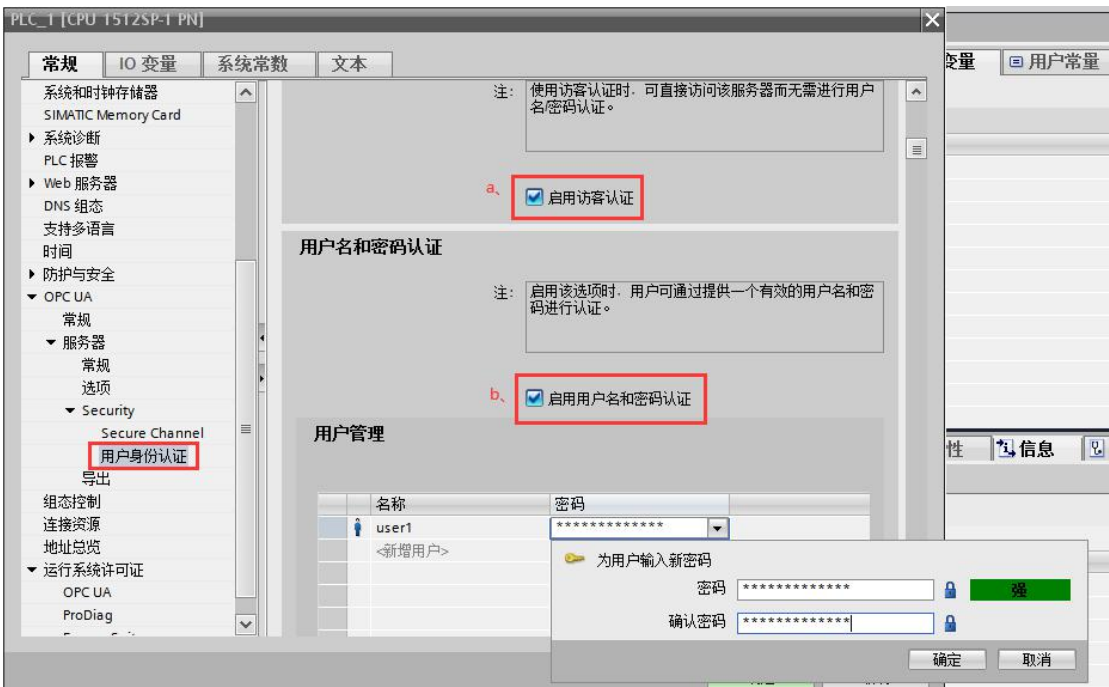 PLC_1 [CPU 1512SP-1 PN]
常规
IO 变量
系统常数
文本
变量
用户常量
系统和时钟存储器
SIMATIC Memory Card
系统诊断
PLC 报警
Web 服务器
DNS 组态
支持多语言
时间
防护与安全
OPC UA
常规
服务器
常规
选项
Security
Secure Channel
用户身份认证
导出
组态控制
连接资源
地址总览
运行系统许可证
OPC UA
ProDiag
注:
使用访客认证时，可直接访问该服务器而无需进行用户
名/密码认证。
a、
启用访客认证
用户名和密码认证
注:
启用该选项时，用户可通过提供一个有效的用户名和密
码进行认证。
b、
启用用户名和密码认证
用户管理
名称
密码
user1
*************
<新增用户>
为用户输入新密码
密码
*************
强
确认密码
*************
确定
取消
性
信息